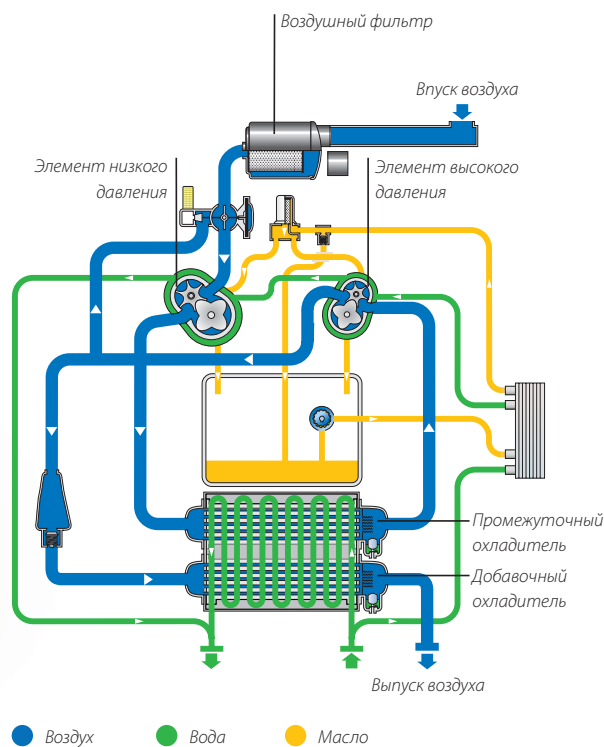 Воздушный фильтр
Впуск воздуха
Элемент низкого
давления
Элемент высокого
давления
Промежуточный
охладитель
Добавочный
охладитель
Выпуск воздуха
Воздух
Вода
Масло